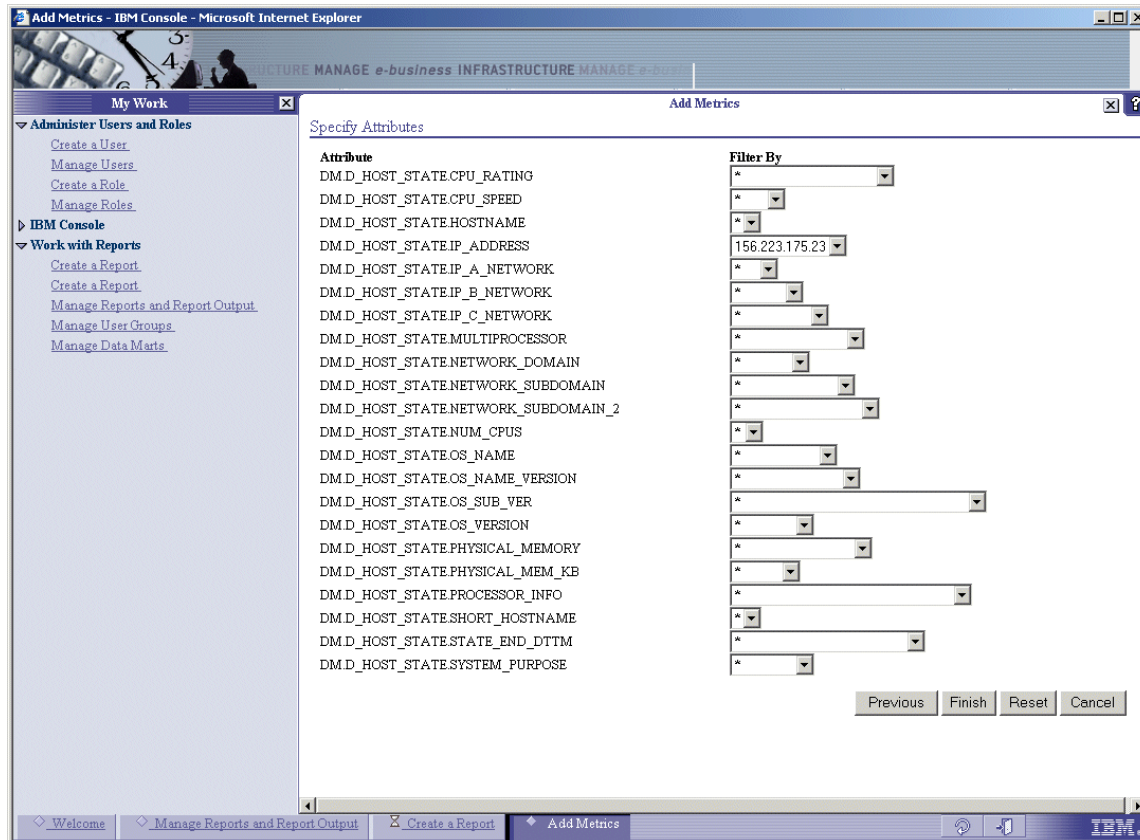 Add Metrics - IBM Console - Microsoft Internet Explorer
UCTURE MANAGE e-business INFRASTRUCTURE MANAGE e-busin
My Work
Add Metrics
?
Administer Users and Roles
Create a User
Manage Users
Create a Role
Manage Roles
IBM Console
Work with Reports
Create a Report
Create a Report
Manage Reports and Report Output
Manage User Groups
Manage Data Marts
Specify Attributes
Attribute Filter By
DM.D_HOST_STATE.CPU_RATING *
DM.D_HOST_STATE.CPU_SPEED *
DM.D_HOST_STATE.HOSTNAME *
DM.D_HOST_STATE.IP_ADDRESS 156.223.175.23
DM.D_HOST_STATE.IP_A_NETWORK *
DM.D_HOST_STATE.IP_B_NETWORK *
DM.D_HOST_STATE.IP_C_NETWORK *
DM.D_HOST_STATE.MULTIPROCESSOR *
DM.D_HOST_STATE.NETWORK_DOMAIN *
DM.D_HOST_STATE.NETWORK_SUBDOMAIN *
DM.D_HOST_STATE.NETWORK_SUBDOMAIN_2 *
DM.D_HOST_STATE.NUM_CPUS *
DM.D_HOST_STATE.OS_NAME *
DM.D_HOST_STATE.OS_NAME_VERSION *
DM.D_HOST_STATE.OS_SUB_VER *
DM.D_HOST_STATE.OS_VERSION *
DM.D_HOST_STATE.PHYSICAL_MEMORY *
DM.D_HOST_STATE.PHYSICAL_MEM_KB *
DM.D_HOST_STATE.PROCESSOR_INFO *
DM.D_HOST_STATE.SHORT_HOSTNAME *
DM.D_HOST_STATE.STATE_END_DTTM *
DM.D_HOST_STATE.SYSTEM_PURPOSE *
Previous Finish Reset Cancel
Welcome Manage Reports and Report Output Create a Report Add Metrics IBM